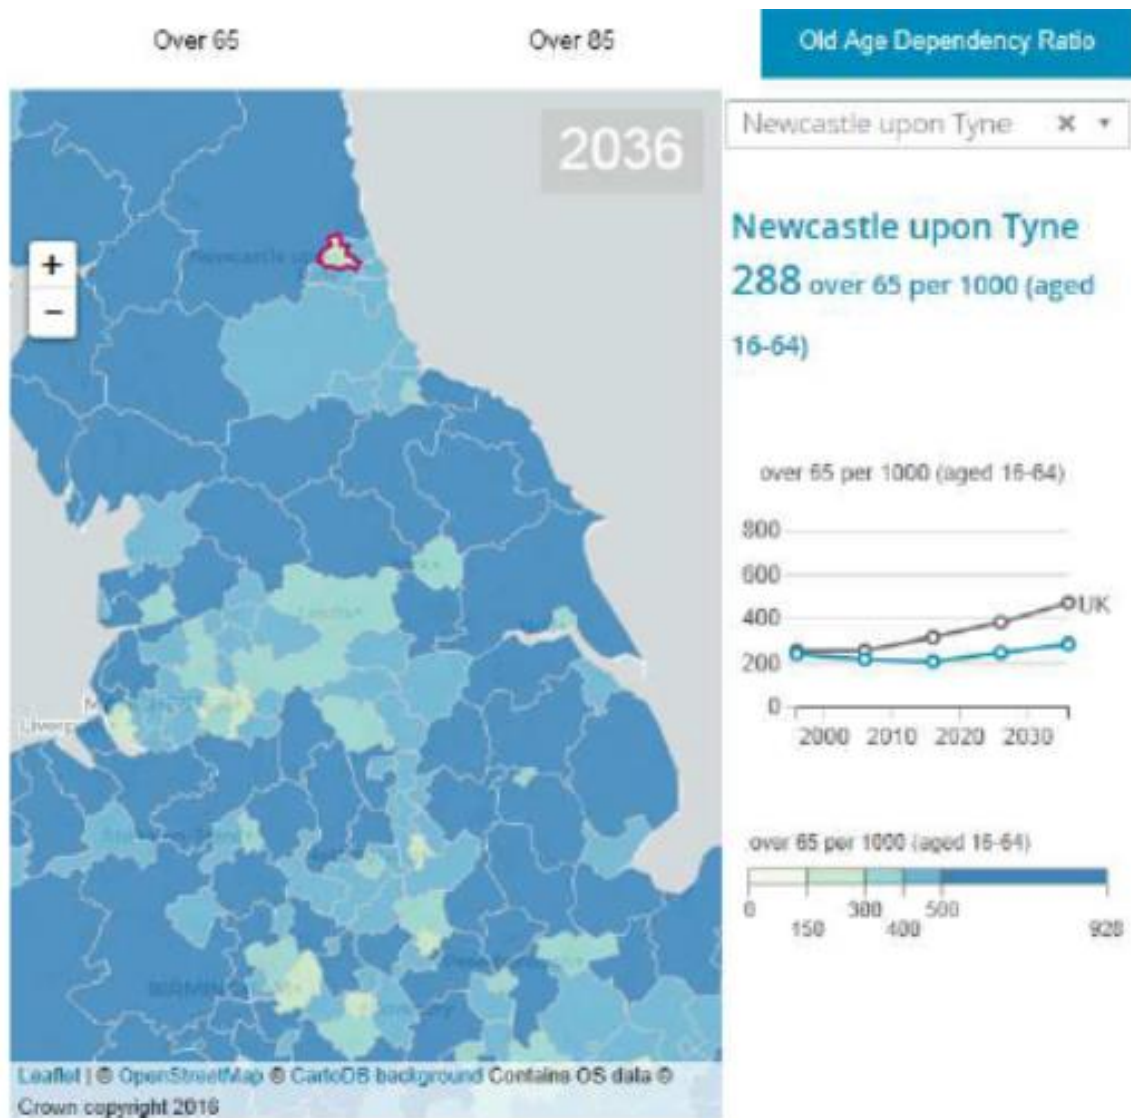 Over 65
Over 85
Old Age Dependency Ratio
2036
Newcastle upon Tyne
Newcastle upon Tyne
288 over 65 per 1000 (aged
16-64)
+
−
over 65 per 1000 (aged 16-64)
800
600
400
200
0
UK
2000 2010 2020 2030
over 65 per 1000 (aged 16-64)
0 150 300 400 500 928
Leaflet | © OpenStreetMap © CartoDB background Contains OS data ©
Crown copyright 2016